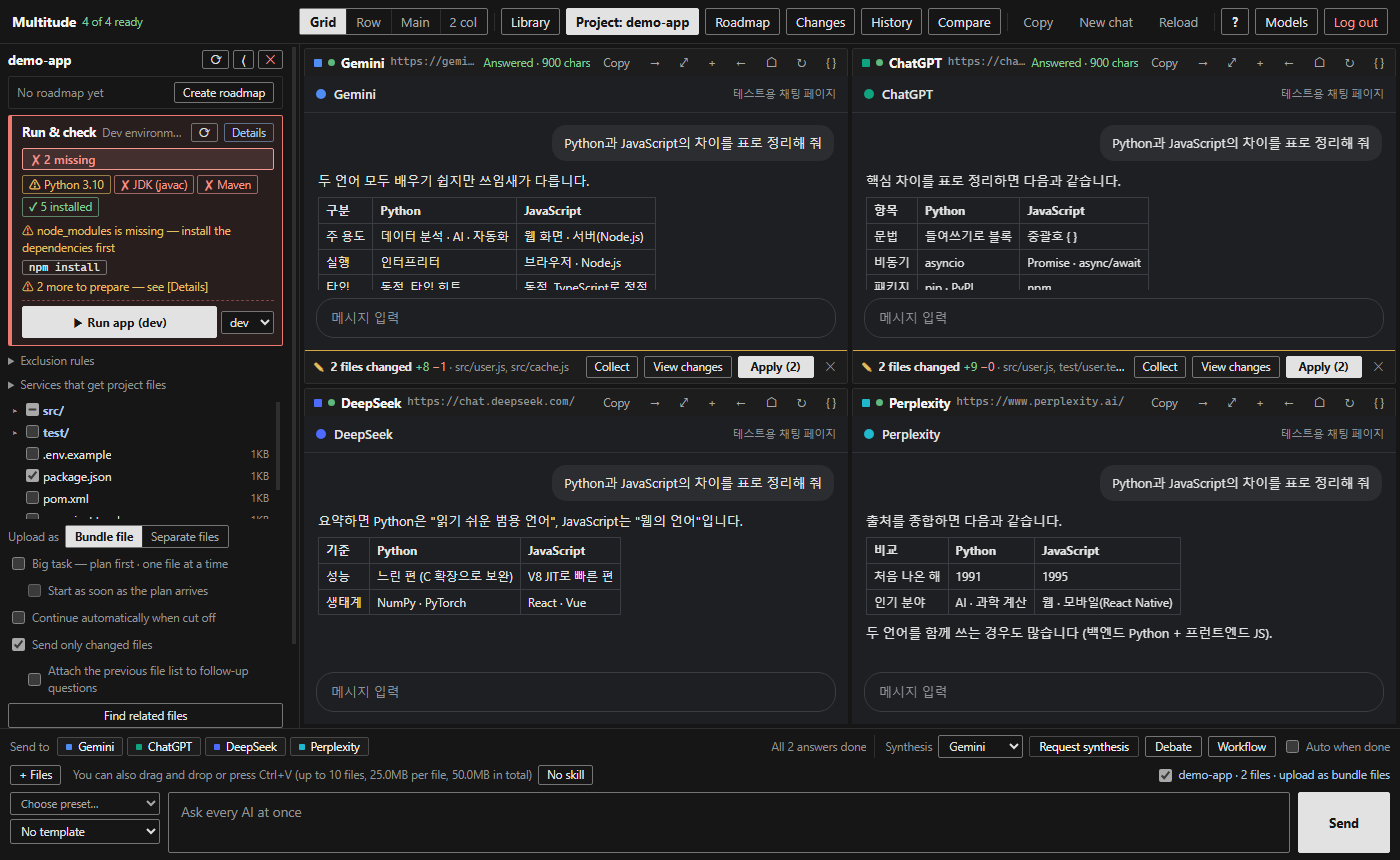 Multitude 4 of 4 ready Grid Row Main 2 col Library Project: demo-app Roadmap Changes History Compare Copy New chat Reload ? Models Log out
demo-app
No roadmap yet Create roadmap
Run & check Dev environm... Details
✗ 2 missing
⚠ Python 3.10 ✗ JDK (javac) ✗ Maven
✓ 5 installed
⚠ node_modules is missing — install the
dependencies first
npm install
⚠ 2 more to prepare — see [Details]
▶ Run app (dev) dev
▶ Exclusion rules
▶ Services that get project files
src/
test/
.env.example 1KB
package.json 1KB
pom.xml 1KB
Upload as Bundle file Separate files
Big task — plan first · one file at a time
Start as soon as the plan arrives
Continue automatically when cut off
Send only changed files
Attach the previous file list to follow-up
questions
Find related files
Gemini https://gemi... Answered · 900 chars Copy → ⤢ + ← ↻ { }
Gemini 테스트용 채팅 페이지
Python과 JavaScript의 차이를 표로 정리해 줘
두 언어 모두 배우기 쉽지만 쓰임새가 다릅니다.
구분 Python JavaScript
주 용도 데이터 분석 · AI · 자동화 웹 화면 · 서버(Node.js)
실행 인터프리터 브라우저 · Node.js
타입 동적, 타입 힌트 동적, TypeScript로 정적
메시지 입력
2 files changed +8 −1 · src/user.js, src/cache.js Collect View changes Apply (2) ×
ChatGPT https://cha... Answered · 900 chars Copy → ⤢ + ← ↻ { }
ChatGPT 테스트용 채팅 페이지
Python과 JavaScript의 차이를 표로 정리해 줘
핵심 차이를 표로 정리하면 다음과 같습니다.
항목 Python JavaScript
문법 들여쓰기로 블록 중괄호 { }
비동기 asyncio Promise · async/await
패키지 pip · PyPI npm
메시지 입력
2 files changed +9 −0 · src/user.js, test/user.te... Collect View changes Apply (2) ×
DeepSeek https://chat.deepseek.com/ Copy → ⤢ + ← ↻ { }
DeepSeek 테스트용 채팅 페이지
Python과 JavaScript의 차이를 표로 정리해 줘
요약하면 Python은 "읽기 쉬운 범용 언어", JavaScript는 "웹의 언어"입니다.
기준 Python JavaScript
성능 느린 편 (C 확장으로 보완) V8 JIT로 빠른 편
생태계 NumPy · PyTorch React · Vue
메시지 입력
Perplexity https://www.perplexity.ai/ Copy → ⤢ + ← ↻ { }
Perplexity 테스트용 채팅 페이지
Python과 JavaScript의 차이를 표로 정리해 줘
출처를 종합하면 다음과 같습니다.
비교 Python JavaScript
처음 나온 해 1991 1995
인기 분야 AI · 과학 계산 웹 · 모바일(React Native)
두 언어를 함께 쓰는 경우도 많습니다 (백엔드 Python + 프런트엔드 JS).
메시지 입력
Send to Gemini ChatGPT DeepSeek Perplexity All 2 answers done Synthesis Gemini Request synthesis Debate Workflow Auto when done
+ Files You can also drag and drop or press Ctrl+V (up to 10 files, 25.0MB per file, 50.0MB in total) No skill demo-app · 2 files · upload as bundle files
Choose preset...
No template
Ask every AI at once
Send